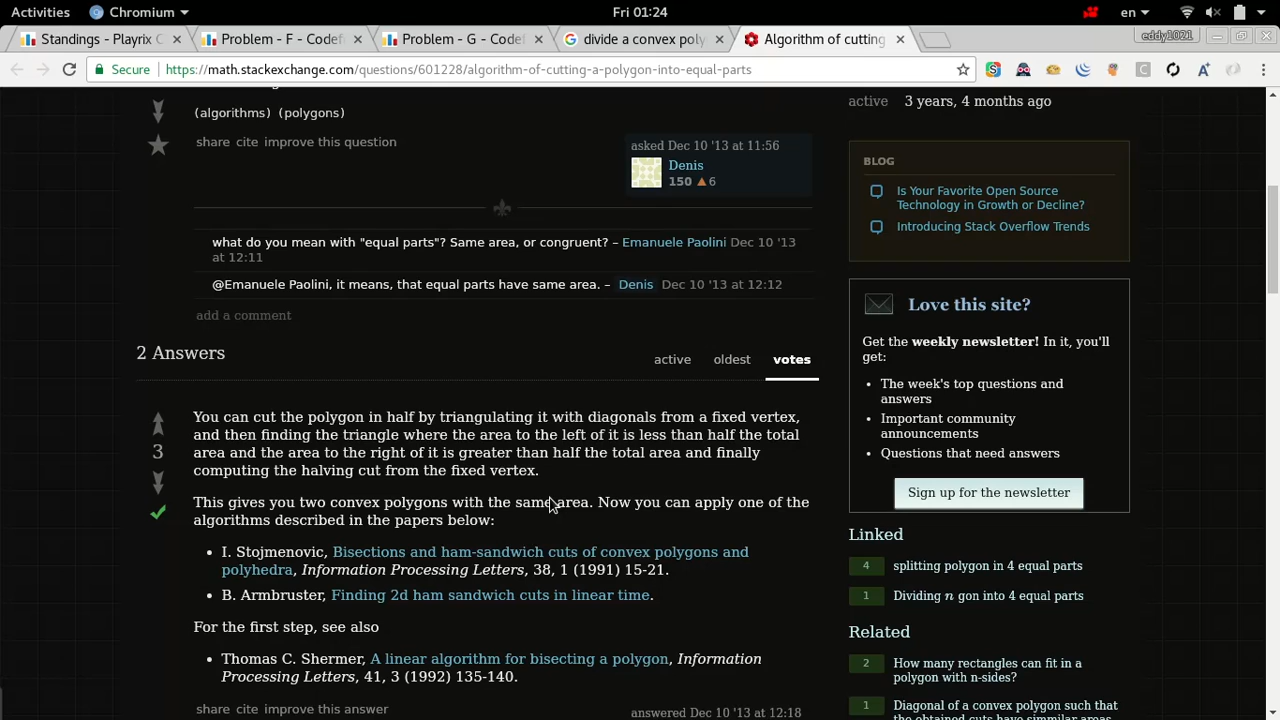 Activities Chromium Fri 01:24 en
Standings - Playrix C Problem - F - Codef Problem - G - Codef divide a convex poly Algorithm of cutting eddy1021
Secure https://math.stackexchange.com/questions/601228/algorithm-of-cutting-a-polygon-into-equal-parts
active 3 years, 4 months ago
(algorithms) (polygons)
share cite improve this question
asked Dec 10 '13 at 11:56
Denis
150 ▲6
what do you mean with "equal parts"? Same area, or congruent? – Emanuele Paolini Dec 10 '13
at 12:11
@Emanuele Paolini, it means, that equal parts have same area. – Denis Dec 10 '13 at 12:12
add a comment
2 Answers
active oldest votes
3
You can cut the polygon in half by triangulating it with diagonals from a fixed vertex,
and then finding the triangle where the area to the left of it is less than half the total
area and the area to the right of it is greater than half the total area and finally
computing the halving cut from the fixed vertex.
This gives you two convex polygons with the same area. Now you can apply one of the
algorithms described in the papers below:
• I. Stojmenovic, Bisections and ham-sandwich cuts of convex polygons and
polyhedra, Information Processing Letters, 38, 1 (1991) 15-21.
• B. Armbruster, Finding 2d ham sandwich cuts in linear time.
For the first step, see also
• Thomas C. Shermer, A linear algorithm for bisecting a polygon, Information
Processing Letters, 41, 3 (1992) 135-140.
share cite improve this answer
answered Dec 10 '13 at 12:18
BLOG
Is Your Favorite Open Source
Technology in Growth or Decline?
Introducing Stack Overflow Trends
Love this site?
Get the weekly newsletter! In it, you'll
get:
• The week's top questions and
answers
• Important community
announcements
• Questions that need answers
Sign up for the newsletter
Linked
4 splitting polygon in 4 equal parts
1 Dividing n gon into 4 equal parts
Related
2 How many rectangles can fit in a
polygon with n-sides?
1 Diagonal of a convex polygon such that
the obtained cuts have simmilar areas